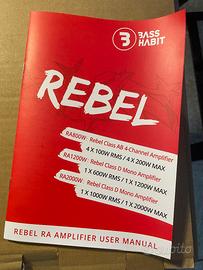 BASS
HABIT
REBEL
RA800W - Rebel Class AB 4-Channel Amplifier
4 X 100W RMS / 4 X 200W MAX
RA1200W - Rebel Class D Mono Amplifier
1 X 600W RMS / 1 X 1200W MAX
RA2000W - Rebel Class D Mono Amplifier
1 X 1000W RMS / 1 X 2000W MAX
REBEL RA AMPLIFIER USER MANUAL
subito